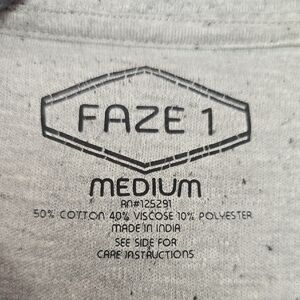 FAZE 1
MEDIUM
RN#125291
50% COTTON 40% VISCOSE 10% POLYESTER
MADE IN INDIA
SEE SIDE FOR
CARE INSTRUCTIONS